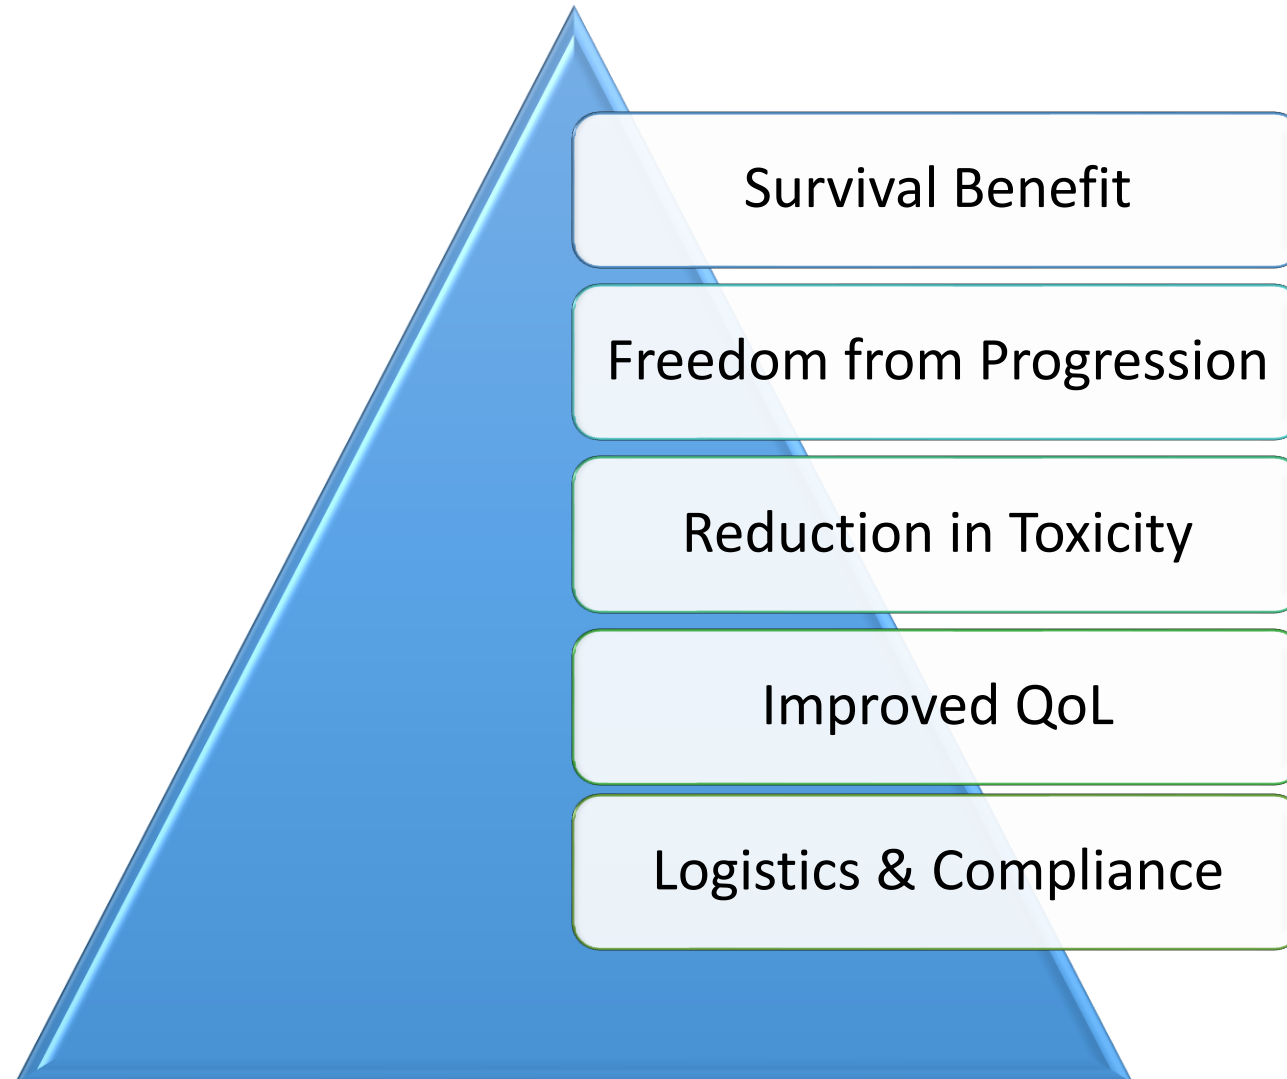 Survival Benefit
Freedom from Progression
Reduction in Toxicity
Improved QoL
Logistics & Compliance